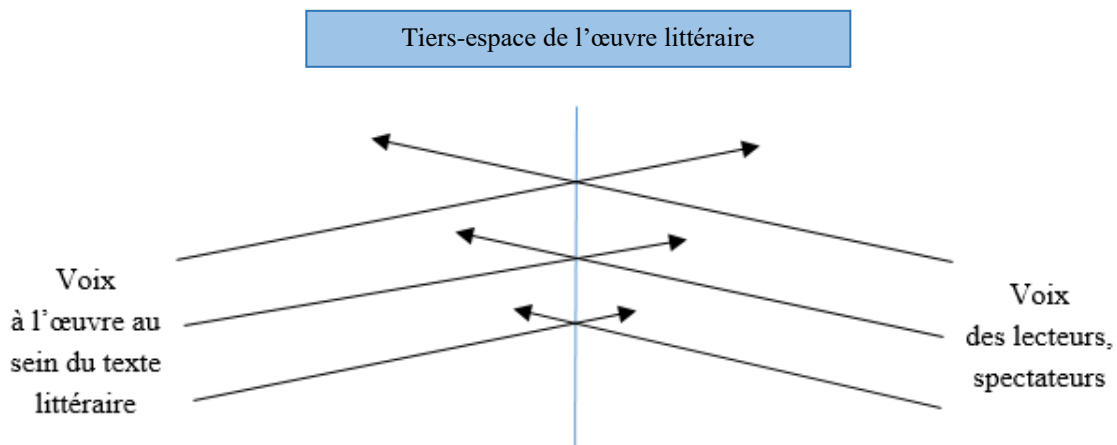 Tiers-espace de l’œuvre littéraire
Voix
à l’œuvre au
sein du texte
littéraire
Voix
des lecteurs,
spectateurs